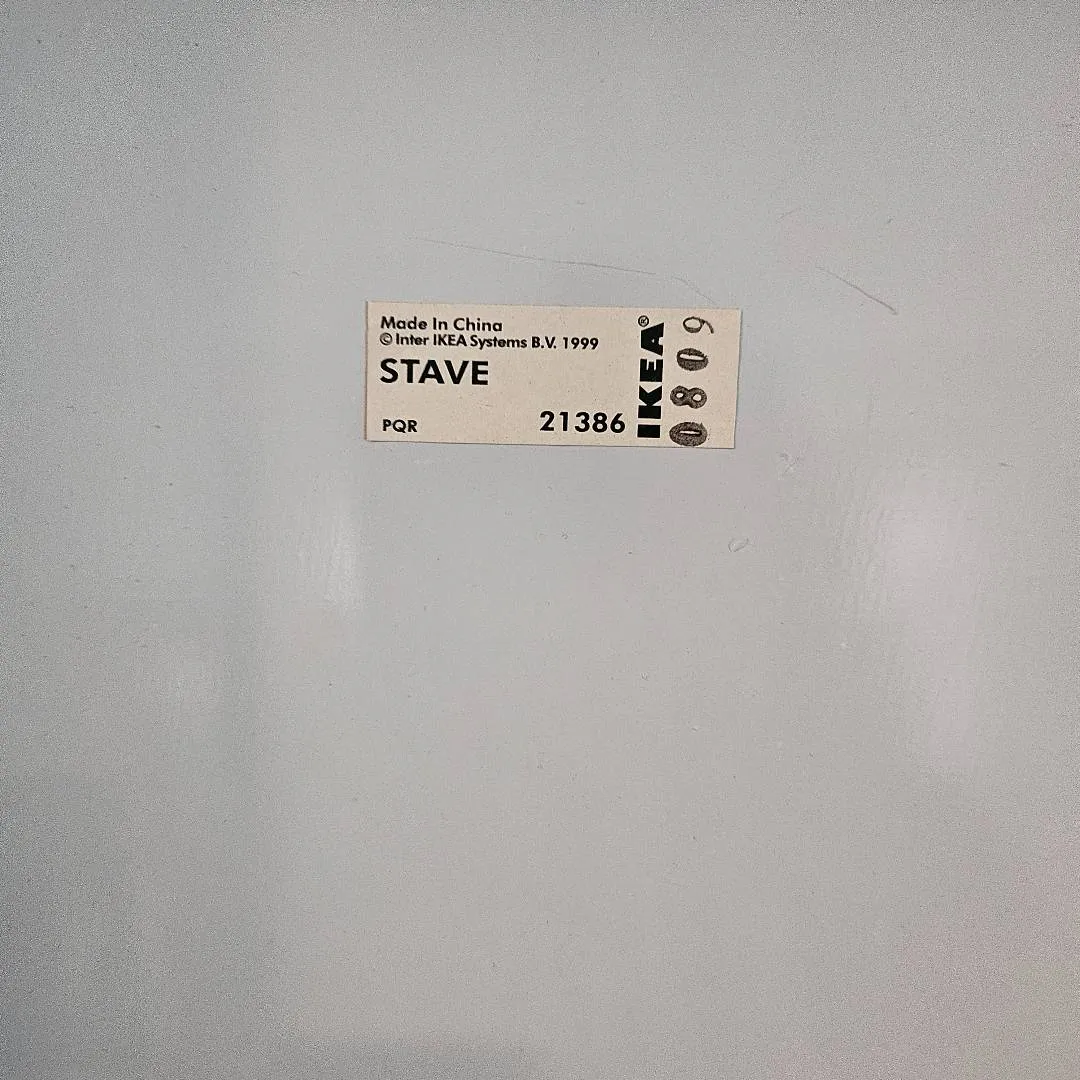 Made In China
© Inter IKEA Systems B.V. 1999
STAVE
PQR
21386
IKEA®
0809